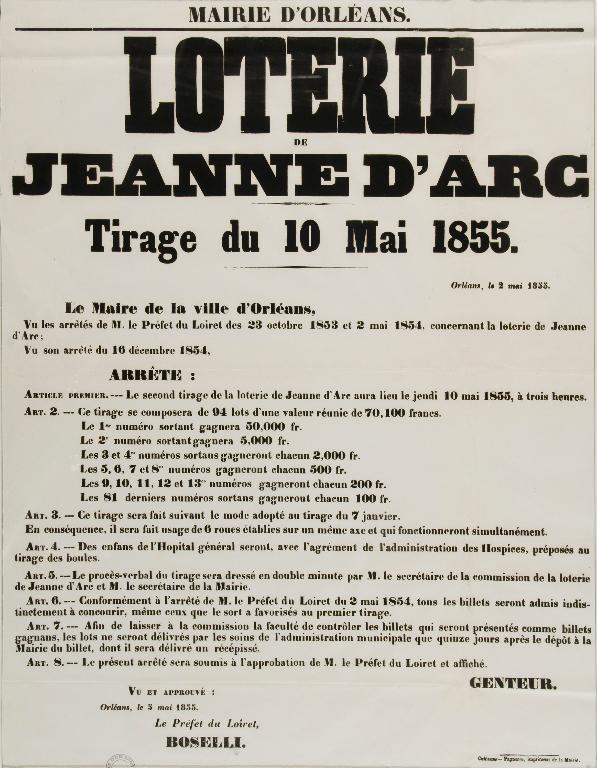 MAIRIE D'ORLÉANS.
LOTERIE
DE
JEANNE D'ARC
Tirage du 10 Mai 1855.
Orléans, le 2 mai 1855.
Le Maire de la ville d'Orléans,
Vu les arrêtés de M. le Préfet du Loiret des 23 octobre 1853 et 2 mai 1854, concernant la loterie de Jeanne
d'Arc;
Vu son arrêté du 16 décembre 1854,
ARRÊTE :
ARTICLE PREMIER. — Le second tirage de la loterie de Jeanne d'Arc aura lieu le jeudi 10 mai 1855, à trois heures.
ART. 2. — Ce tirage se composera de 94 lots d'une valeur réunie de 70,100 francs.
Le 1er numéro sortant gagnera 50,000 fr.
Le 2e numéro sortant gagnera 5,000 fr.
Les 3 et 4es numéros sortans gagneront chacun 2,000 fr.
Les 5, 6, 7 et 8es numéros gagneront chacun 500 fr.
Les 9, 10, 11, 12 et 13es numéros gagneront chacun 200 fr.
Les 81 derniers numéros sortans gagneront chacun 100 fr.
ART. 3. — Ce tirage sera fait suivant le mode adopté au tirage du 7 janvier.
En conséquence, il sera fait usage de 6 roues établies sur un même axe et qui fonctionneront simultanément.
ART. 4. — Des enfans de l'Hopital général seront, avec l'agrément de l'administration des Hospices, préposés au
tirage des boules.
ART. 5. — Le procès-verbal du tirage sera dressé en double minute par M. le secrétaire de la commission de la loterie
de Jeanne d'Arc et M. le secrétaire de la Mairie.
ART. 6. — Conformément à l'arrêté de M. le Préfet du Loiret du 2 mai 1854, tous les billets seront admis indis-
tinctement à concourir, même ceux que le sort a favorisés au premier tirage.
ART. 7. — Afin de laisser à la commission la faculté de contrôler les billets qui seront présentés comme billets
gagnans, les lots ne seront délivrés par les soins de l'administration municipale que quinze jours après le dépôt à la
Mairie du billet, dont il sera délivré un récépissé.
ART. 8. — Le présent arrêté sera soumis à l'approbation de M. le Préfet du Loiret et affiché.
GENTEUR.
VU ET APPROUVÉ :
Orléans, le 5 mai 1855.
Le Préfet du Loiret,
BOSELLI.
Orléans — Pagnerre, imprimeur de la Mairie.